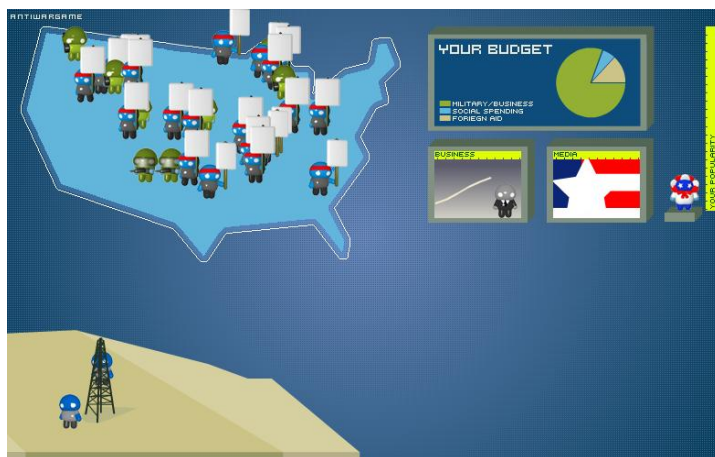 ANTIWARGAME
YOUR BUDGET
MILITARY/BUSINESS
SOCIAL SPENDING
FORIEGN AID
BUSINESS
MEDIA
YOUR POPULARITY